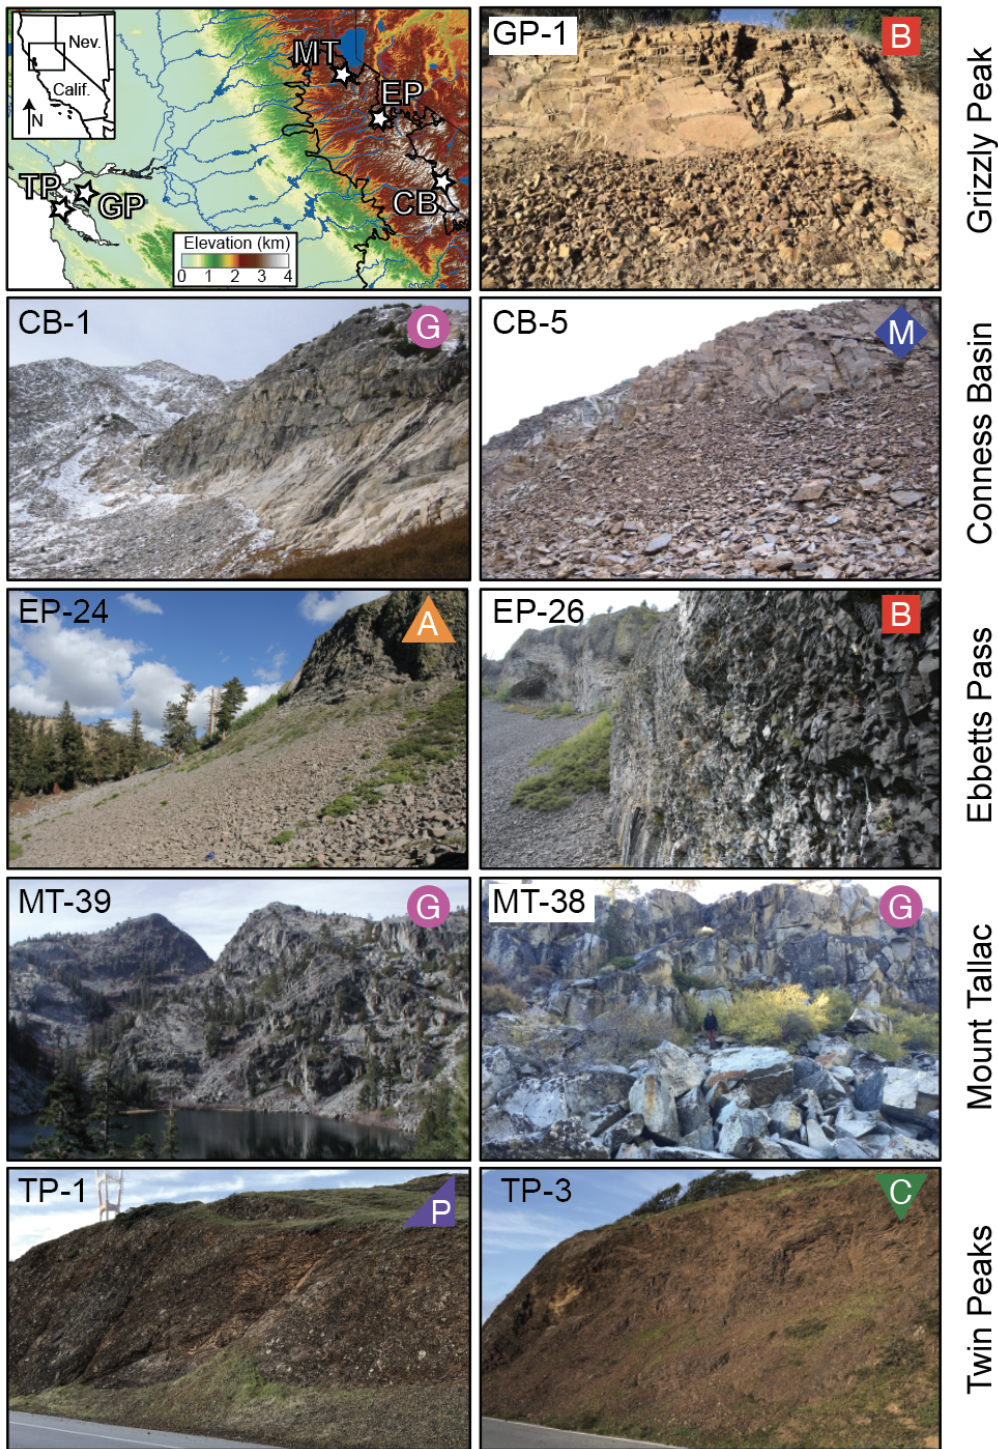 Nev.
Calif.
N
MT
EP
CB
TP
GP
Elevation (km)
0 1 2 3 4
GP-1
B
Grizzly Peak
CB-1
G
CB-5
M
Conness Basin
EP-24
A
EP-26
B
Ebbetts Pass
MT-39
G
MT-38
G
Mount Tallac
TP-1
P
TP-3
C
Twin Peaks